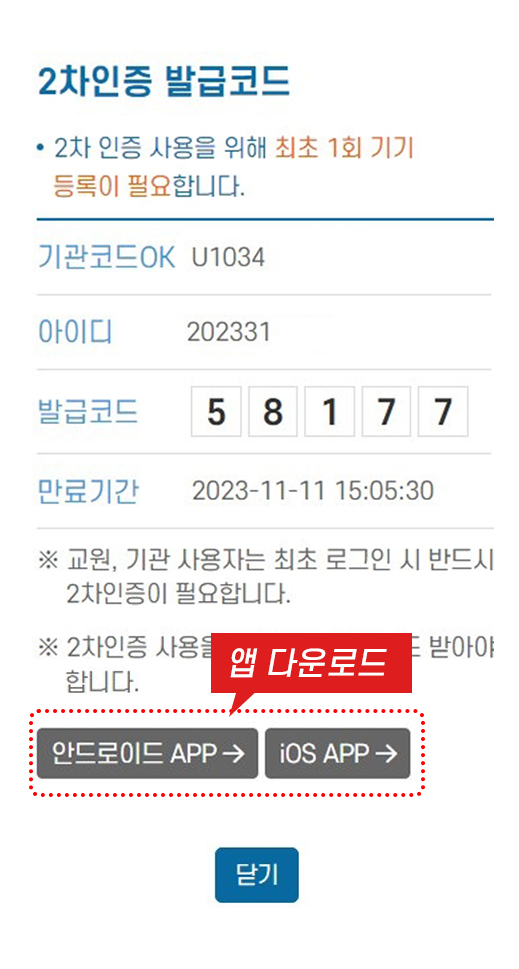 2차인증 발급코드
• 2차 인증 사용을 위해 최초 1회 기기
등록이 필요합니다.
기관코드OK U1034
아이디 202331
발급코드 5 8 1 7 7
만료기간 2023-11-11 15:05:30
※ 교원, 기관 사용자는 최초 로그인 시 반드시
2차인증이 필요합니다.
※ 2차인증 사용을 받아야
합니다.
앱 다운로드
안드로이드 APP → iOS APP →
닫기